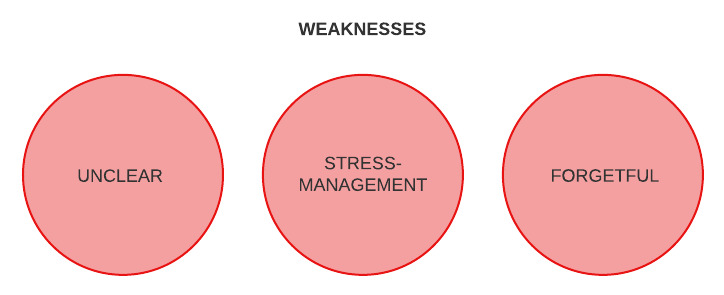 WEAKNESSES
UNCLEAR
STRESS-
MANAGEMENT
FORGETFUL